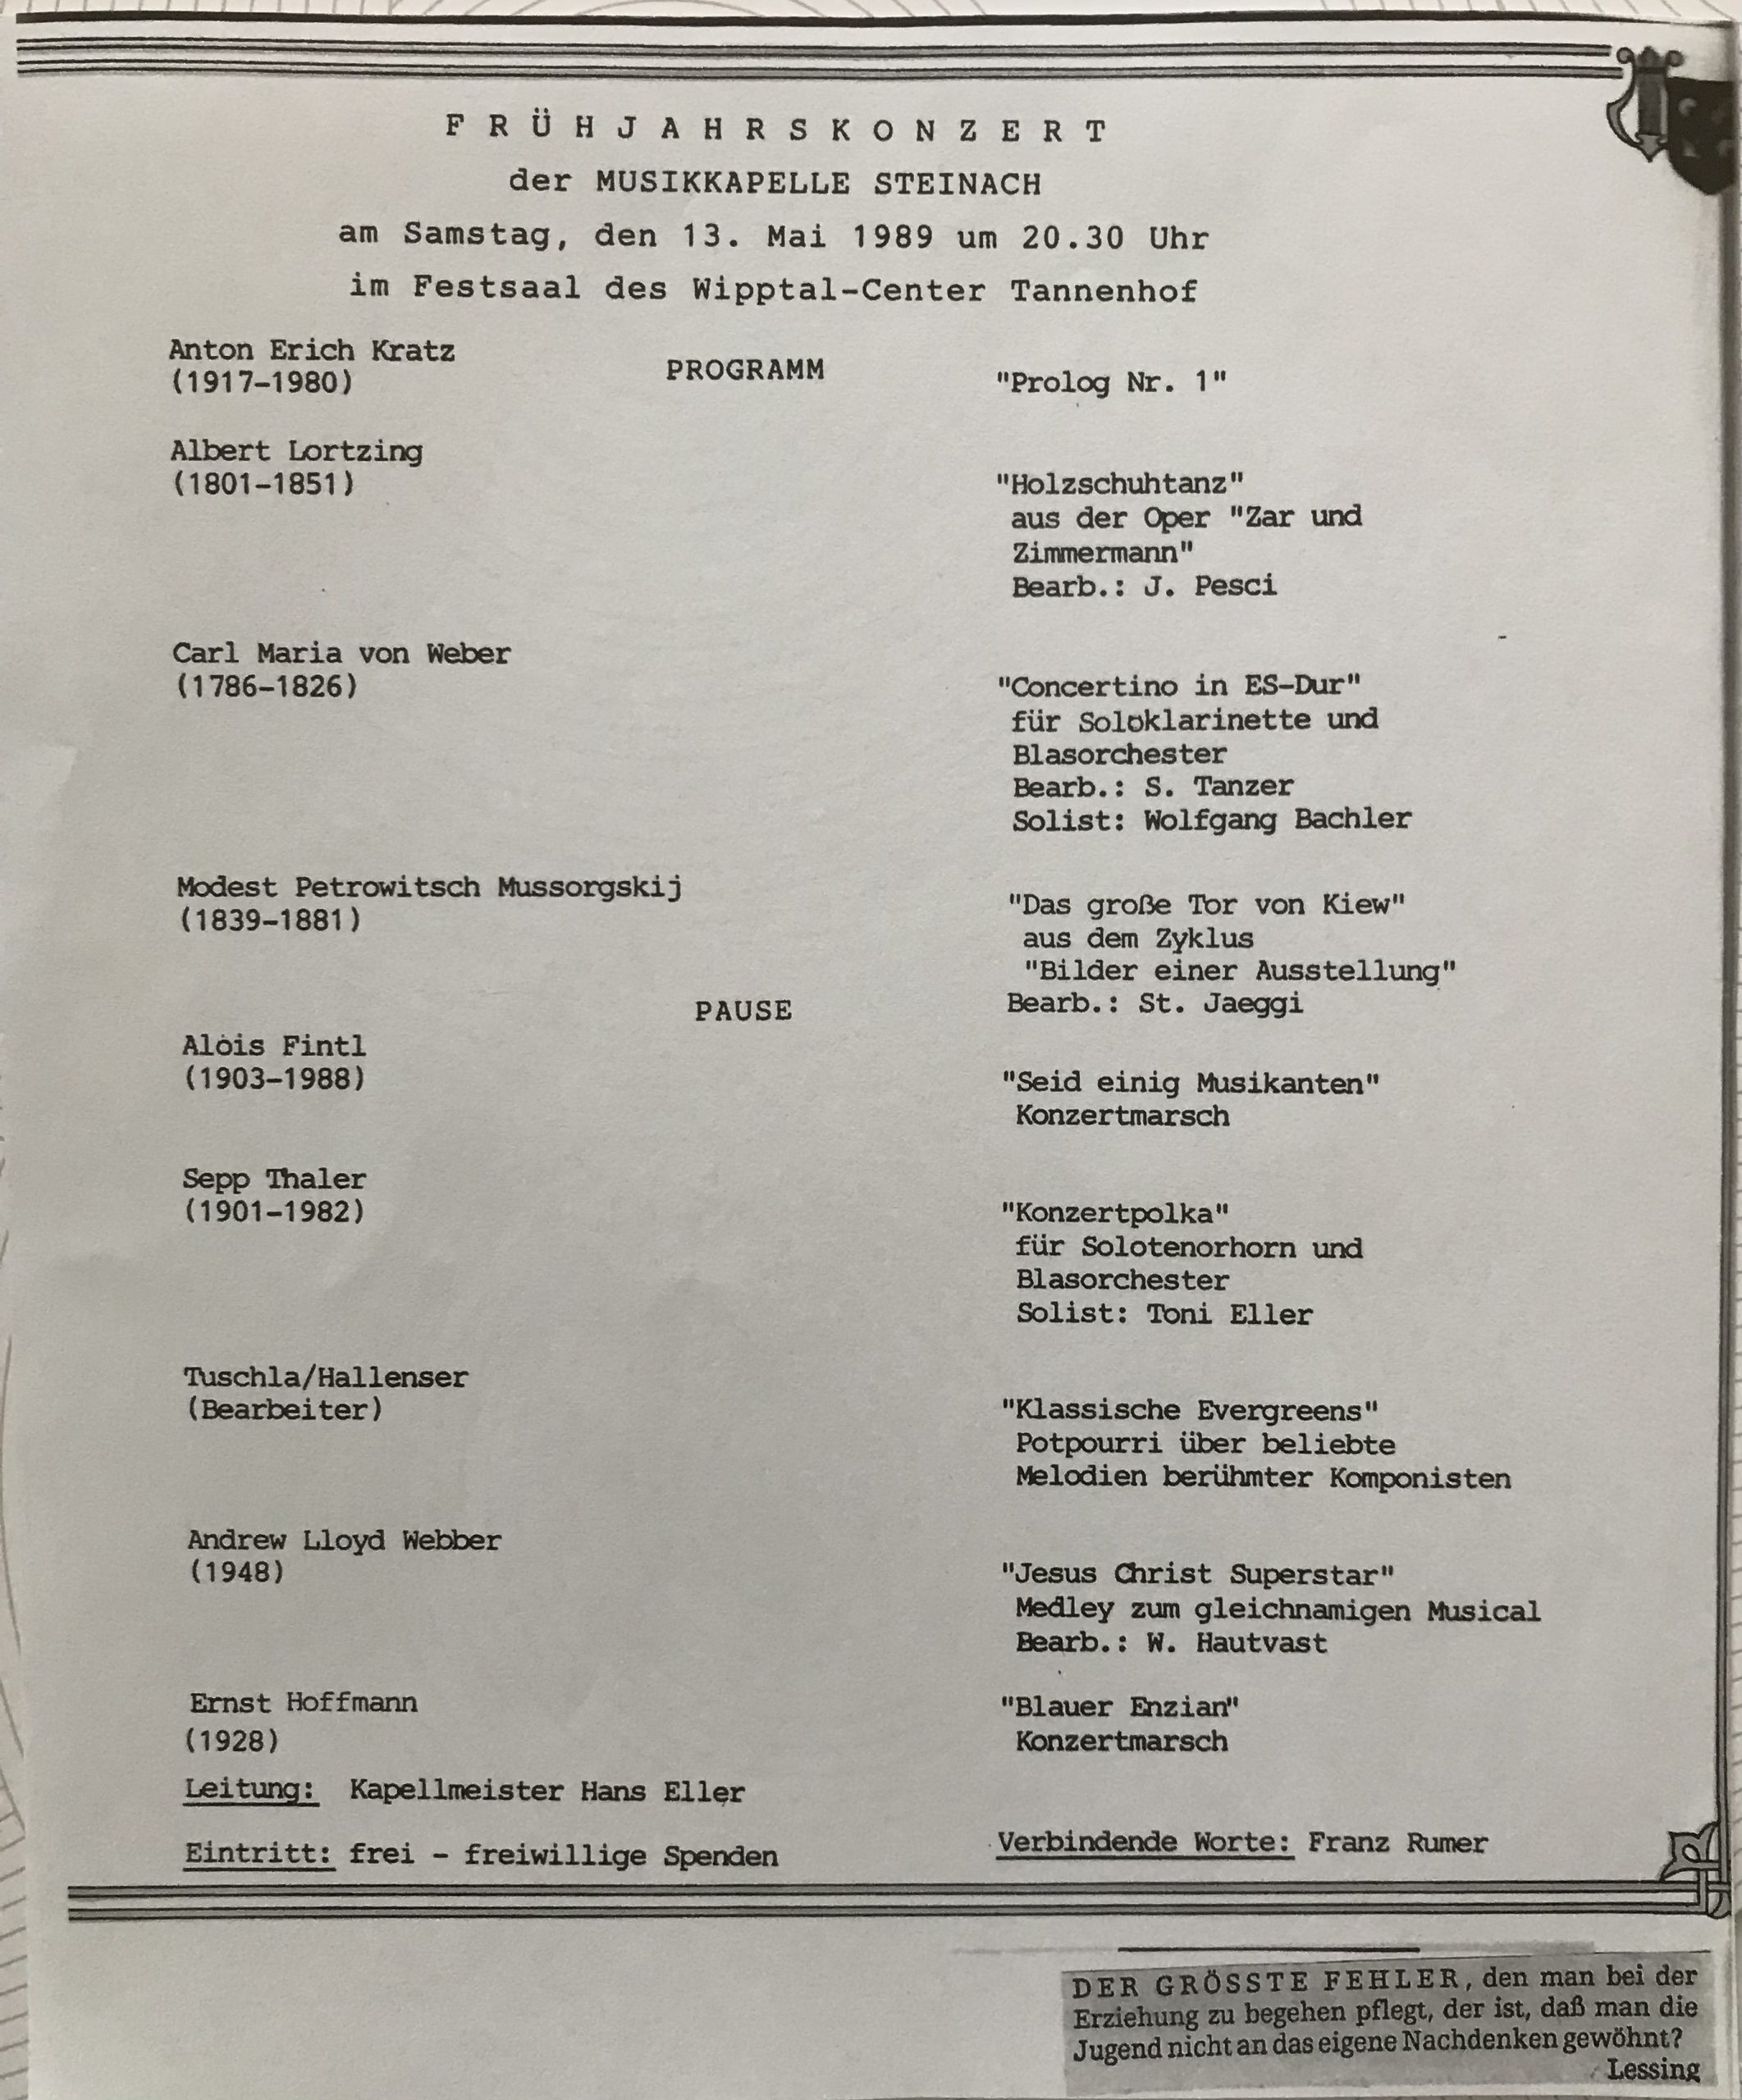 FRÜHJAHRSKONZERT
der MUSIKKAPELLE STEINACH
am Samstag, den 13. Mai 1989 um 20.30 Uhr
im Festsaal des Wipptal-Center Tannenhof
PROGRAMM
Anton Erich Kratz
(1917-1980)
"Prolog Nr. 1"
Albert Lortzing
(1801-1851)
"Holzschuhtanz"
aus der Oper "Zar und
Zimmermann"
Bearb.: J. Pesci
Carl Maria von Weber
(1786-1826)
"Concertino in ES-Dur"
für Soloklarinette und
Blasorchester
Bearb.: S. Tanzer
Solist: Wolfgang Bachler
Modest Petrowitsch Mussorgskij
(1839-1881)
"Das große Tor von Kiew"
aus dem Zyklus
"Bilder einer Ausstellung"
Bearb.: St. Jaeggi
PAUSE
Alois Fintl
(1903-1988)
"Seid einig Musikanten"
Konzertmarsch
Sepp Thaler
(1901-1982)
"Konzertpolka"
für Solotenorhorn und
Blasorchester
Solist: Toni Eller
Tuschla/Hallenser
(Bearbeiter)
"Klassische Evergreens"
Potpourri über beliebte
Melodien berühmter Komponisten
Andrew Lloyd Webber
(1948)
"Jesus Christ Superstar"
Medley zum gleichnamigen Musical
Bearb.: W. Hautvast
Ernst Hoffmann
(1928)
"Blauer Enzian"
Konzertmarsch
Leitung: Kapellmeister Hans Eller
Eintritt: frei - freiwillige Spenden
Verbindende Worte: Franz Rumer
DER GRÖSSTE FEHLER, den man bei der
Erziehung zu begehen pflegt, der ist, daß man die
Jugend nicht an das eigene Nachdenken gewöhnt?
Lessing